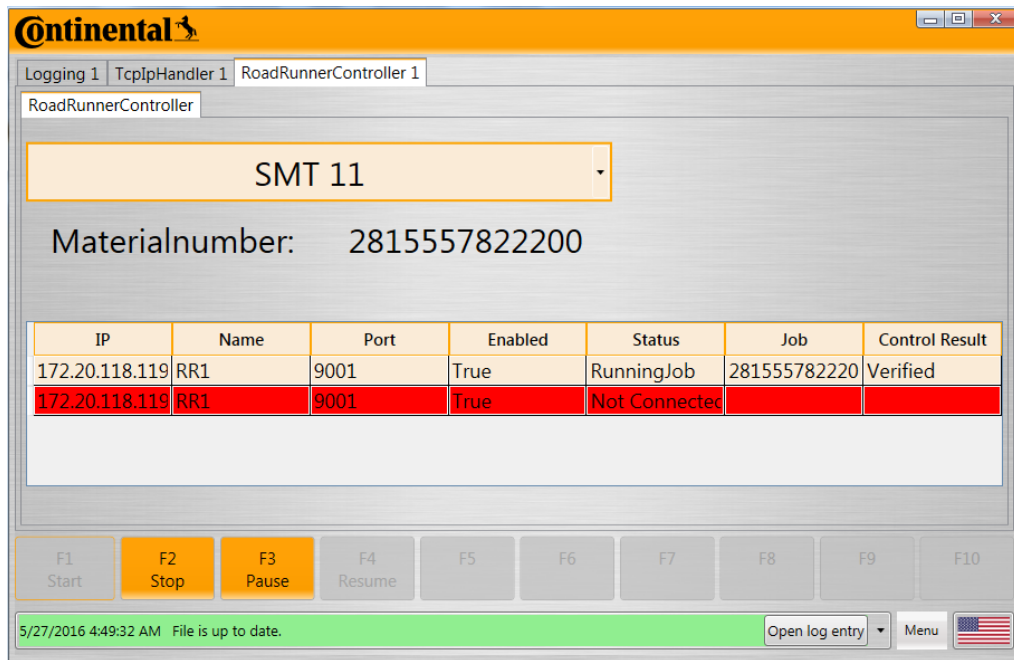 Continental
Logging 1 TcpIpHandler 1 RoadRunnerController 1
RoadRunnerController
SMT 11
Materialnumber: 2815557822200
IP Name Port Enabled Status Job Control Result
172.20.118.119 RR1 9001 True RunningJob 281555782220 Verified
172.20.118.119 RR1 9001 True Not Connected
F1 F2 F3 F4 F5 F6 F7 F8 F9 F10
Start Stop Pause Resume
5/27/2016 4:49:32 AM File is up to date. Open log entry Menu